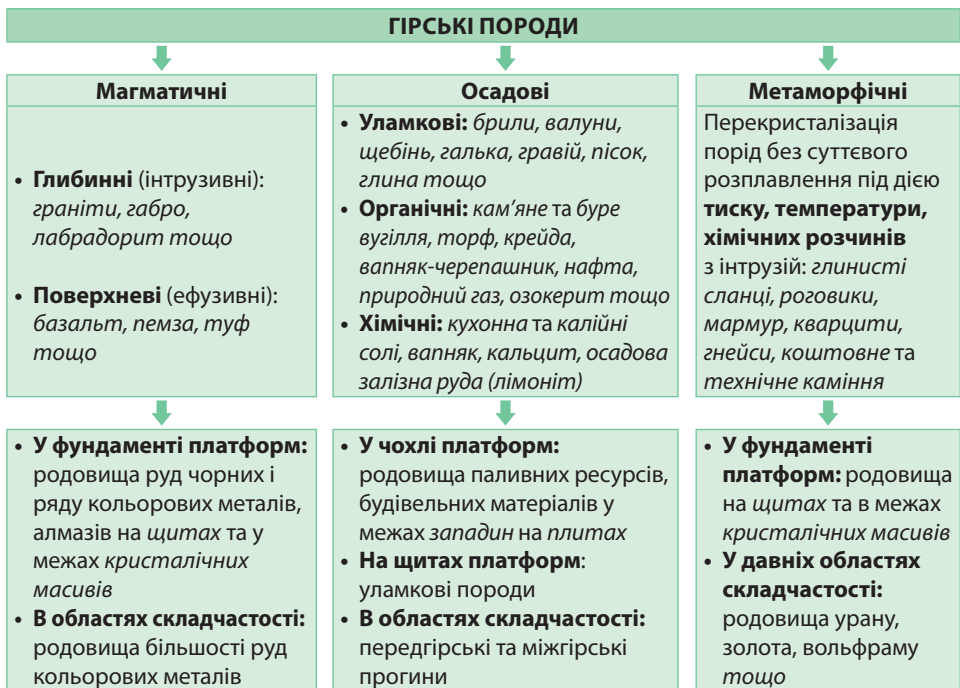 ГІРСЬКІ ПОРОДИ
Магматичні
• Глибинні (інтрузивні):
граніти, габро,
лабрадорит тощо
• Поверхневі (ефузивні):
базальт, пемза, туф
тощо
Осадові
• Уламкові: брили, валуни,
щебінь, галька, гравій, пісок,
глина тощо
• Органічні: кам'яне та буре
вугілля, торф, крейда,
вапняк-черепашник, нафта,
природний газ, озокерит тощо
• Хімічні: кухонна та калійні
солі, вапняк, кальцит, осадова
залізна руда (лімоніт)
Метаморфічні
Перекристалізація
порід без суттєвого
розплавлення під дією
тиску, температури,
хімічних розчинів
з інтрузій: глинисті
сланці, роговики,
мармур, кварцити,
гнейси, коштовне та
технічне каміння
• У фундаменті платформ:
родовища руд чорних і
ряду кольорових металів,
алмазів на щитах та у
межах кристалічних
масивів
• В областях складчастості:
родовища більшості руд
кольорових металів
• У чохлі платформ:
родовища паливних ресурсів,
будівельних матеріалів у
межах западин на плитах
• На щитах платформ:
уламкові породи
• В областях складчастості:
передгірські та міжгірські
прогини
• У фундаменті
платформ: родовища
на щитах та в межах
кристалічних масивів
• У давніх областях
складчастості:
родовища урану,
золота, вольфраму
тощо